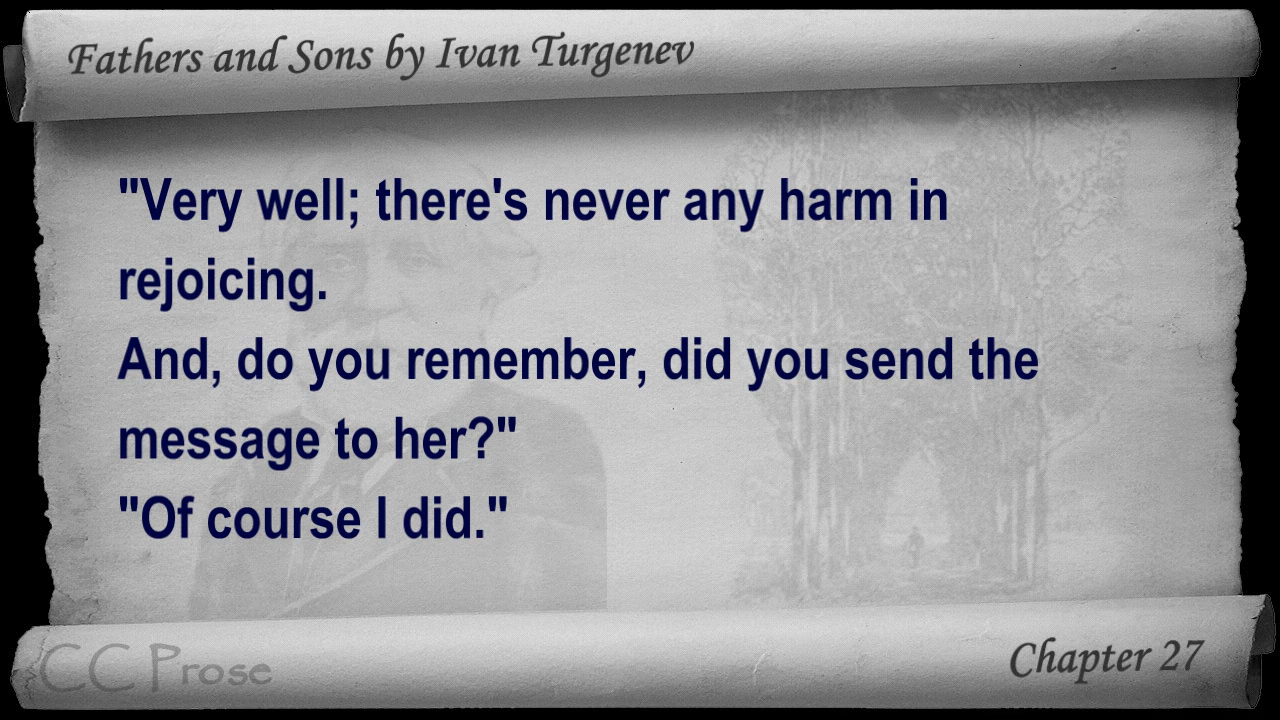 Fathers and Sons by Ivan Turgenev
"Very well; there's never any harm in
rejoicing.
And, do you remember, did you send the
message to her?"
"Of course I did."
CC Prose
Chapter 27